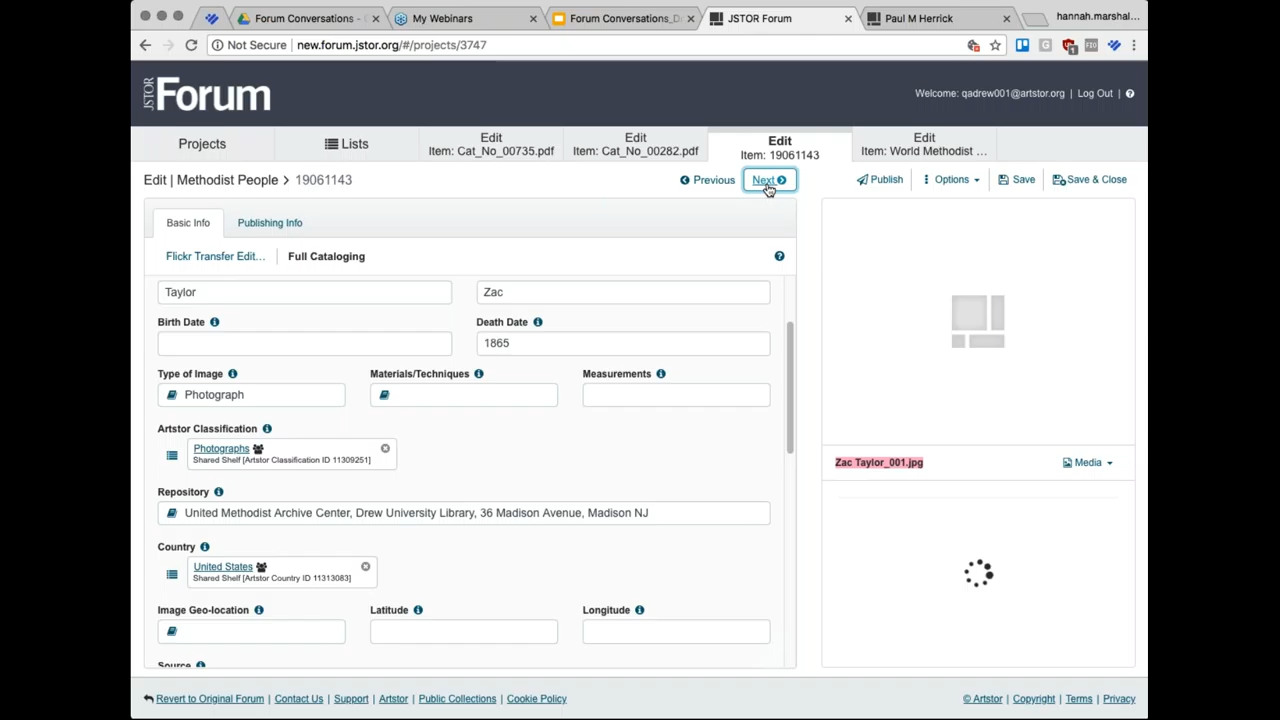 Forum Conversations -
My Webinars
Forum Conversations_D
JSTOR Forum
Paul M Herrick
hannah.marshal...
Not Secure | new.forum.jstor.org/#/projects/3747
JSTOR Forum
Welcome: qadrew001@artstor.org | Log Out |
Projects
Lists
Edit
Item: Cat_No_00735.pdf
Edit
Item: Cat_No_00282.pdf
Edit
Item: 19061143
Edit
Item: World Methodist ...
Edit | Methodist People > 19061143
Previous
Next
Publish
Options
Save
Save & Close
Basic Info
Publishing Info
Flickr Transfer Edit...
Full Cataloging
Taylor
Zac
Birth Date
Death Date
1865
Type of Image
Materials/Techniques
Measurements
Photograph
Artstor Classification
Photographs
Shared Shelf [Artstor Classification ID 11309251]
Zac Taylor_001.jpg
Media
Repository
United Methodist Archive Center, Drew University Library, 36 Madison Avenue, Madison NJ
Country
United States
Shared Shelf [Artstor Country ID 11313083]
Image Geo-location
Latitude
Longitude
Source
Revert to Original Forum | Contact Us | Support | Artstor | Public Collections | Cookie Policy
© Artstor | Copyright | Terms | Privacy